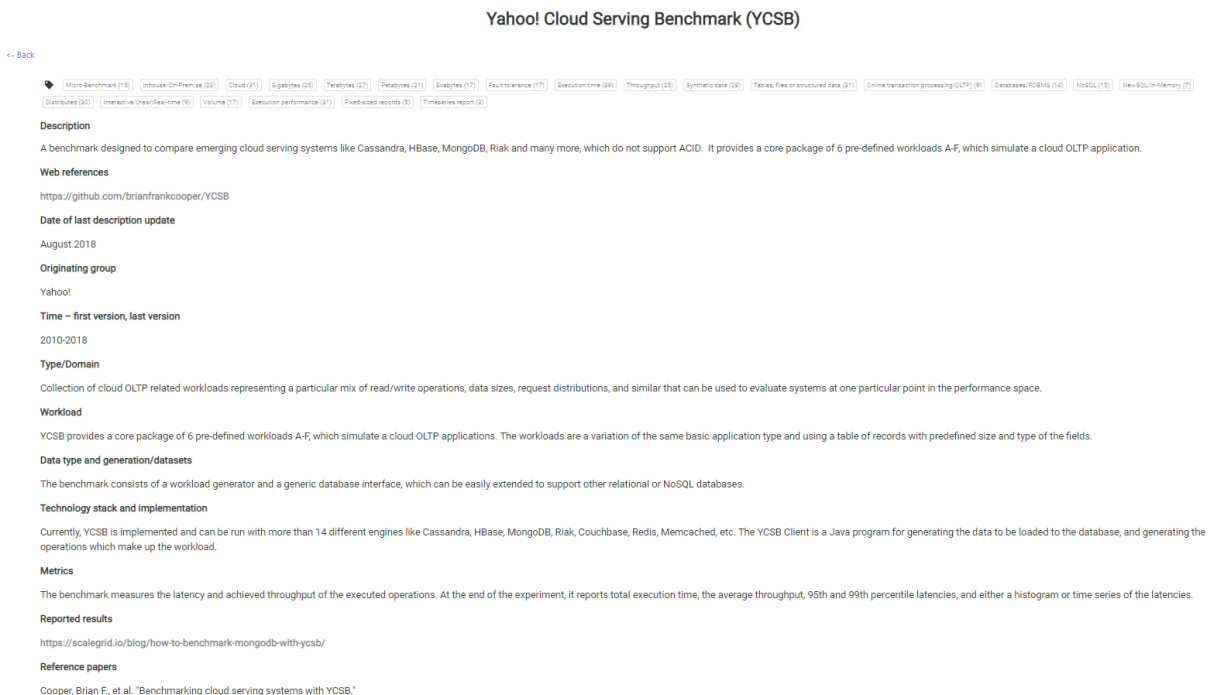 Yahoo! Cloud Serving Benchmark (YCSB)
<- Back
Micro-Benchmark (15) Inhouse/On-Premise (23) Cloud (31) Gigabytes (25) Terabytes (27) Petabytes (21) Exabytes (17) Fault tolerance (17) Execution time (39) Throughput (25) Synthetic data (28) Tables, files or structured data (31) Online transaction processing(OLTP) (9) Databases/RDBMS (14) NoSQL (15) NewSQL/In-Memory (7)
Distributed (30) Interactive/(near)Real-time (9) Volume (17) Execution performance (31) Fixed-sized records (5) Timeseries report (3)
Description
A benchmark designed to compare emerging cloud serving systems like Cassandra, HBase, MongoDB, Riak and many more, which do not support ACID. It provides a core package of 6 pre-defined workloads A-F, which simulate a cloud OLTP application.
Web references
https://github.com/brianfrankcooper/YCSB
Date of last description update
August 2018
Originating group
Yahoo!
Time – first version, last version
2010-2018
Type/Domain
Collection of cloud OLTP related workloads representing a particular mix of read/write operations, data sizes, request distributions, and similar that can be used to evaluate systems at one particular point in the performance space.
Workload
YCSB provides a core package of 6 pre-defined workloads A-F, which simulate a cloud OLTP applications. The workloads are a variation of the same basic application type and using a table of records with predefined size and type of the fields.
Data type and generation/datasets
The benchmark consists of a workload generator and a generic database interface, which can be easily extended to support other relational or NoSQL databases.
Technology stack and implementation
Currently, YCSB is implemented and can be run with more than 14 different engines like Cassandra, HBase, MongoDB, Riak, Couchbase, Redis, Memcached, etc. The YCSB Client is a Java program for generating the data to be loaded to the database, and generating the
operations which make up the workload.
Metrics
The benchmark measures the latency and achieved throughput of the executed operations. At the end of the experiment, it reports total execution time, the average throughput, 95th and 99th percentile latencies, and either a histogram or time series of the latencies.
Reported results
https://scalegrid.io/blog/how-to-benchmark-mongodb-with-ycsb/
Reference papers
Cooper, Brian F., et al. "Benchmarking cloud serving systems with YCSB."